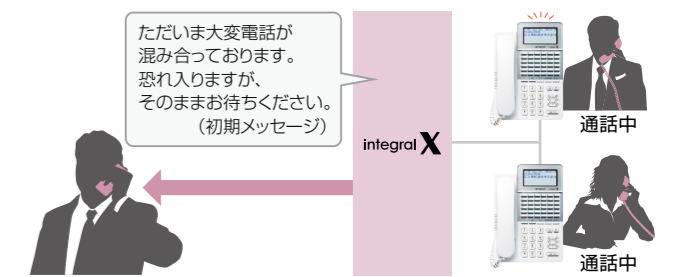 ただいま大変電話が
混み合っております。
恐れ入りますが、
そのままお待ちください。
（初期メッセージ）
integral X
通話中
通話中